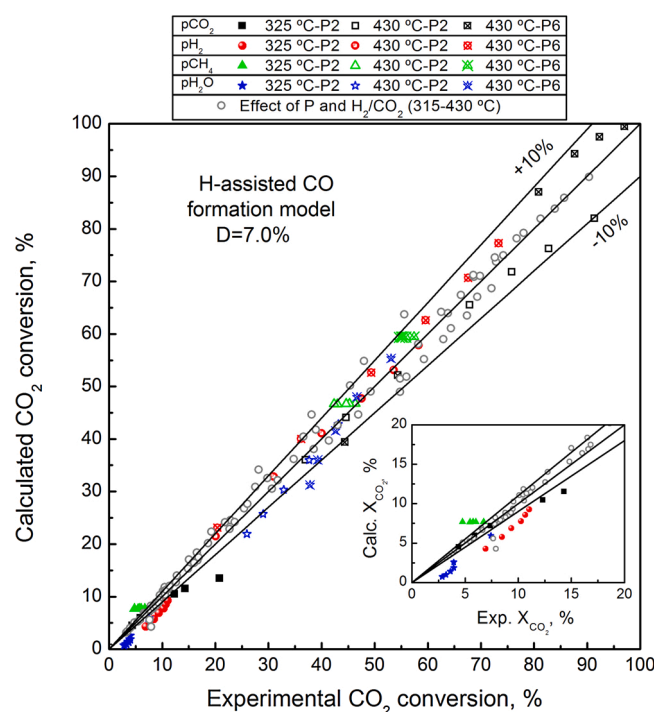 pCO₂ ■ 325 ºC-P2 □ 430 ºC-P2 ⊠ 430 ºC-P6
pH₂ 325 ºC-P2 430 ºC-P2 430 ºC-P6
pCH₄ 325 ºC-P2 430 ºC-P2 430 ºC-P6
pH₂O 325 ºC-P2 430 ºC-P2 430 ºC-P6
Effect of P and H₂/CO₂ (315-430 ºC)
100
90
80
70
60
50
40
30
20
10
0
Calculated CO₂ conversion, %
H-assisted CO
formation model
D=7.0%
+10%
-10%
20
15
10
5
0
Calc. X_CO₂, %
0 5 10 15 20
Exp. X_CO₂, %
0 10 20 30 40 50 60 70 80 90 100
Experimental CO₂ conversion, %